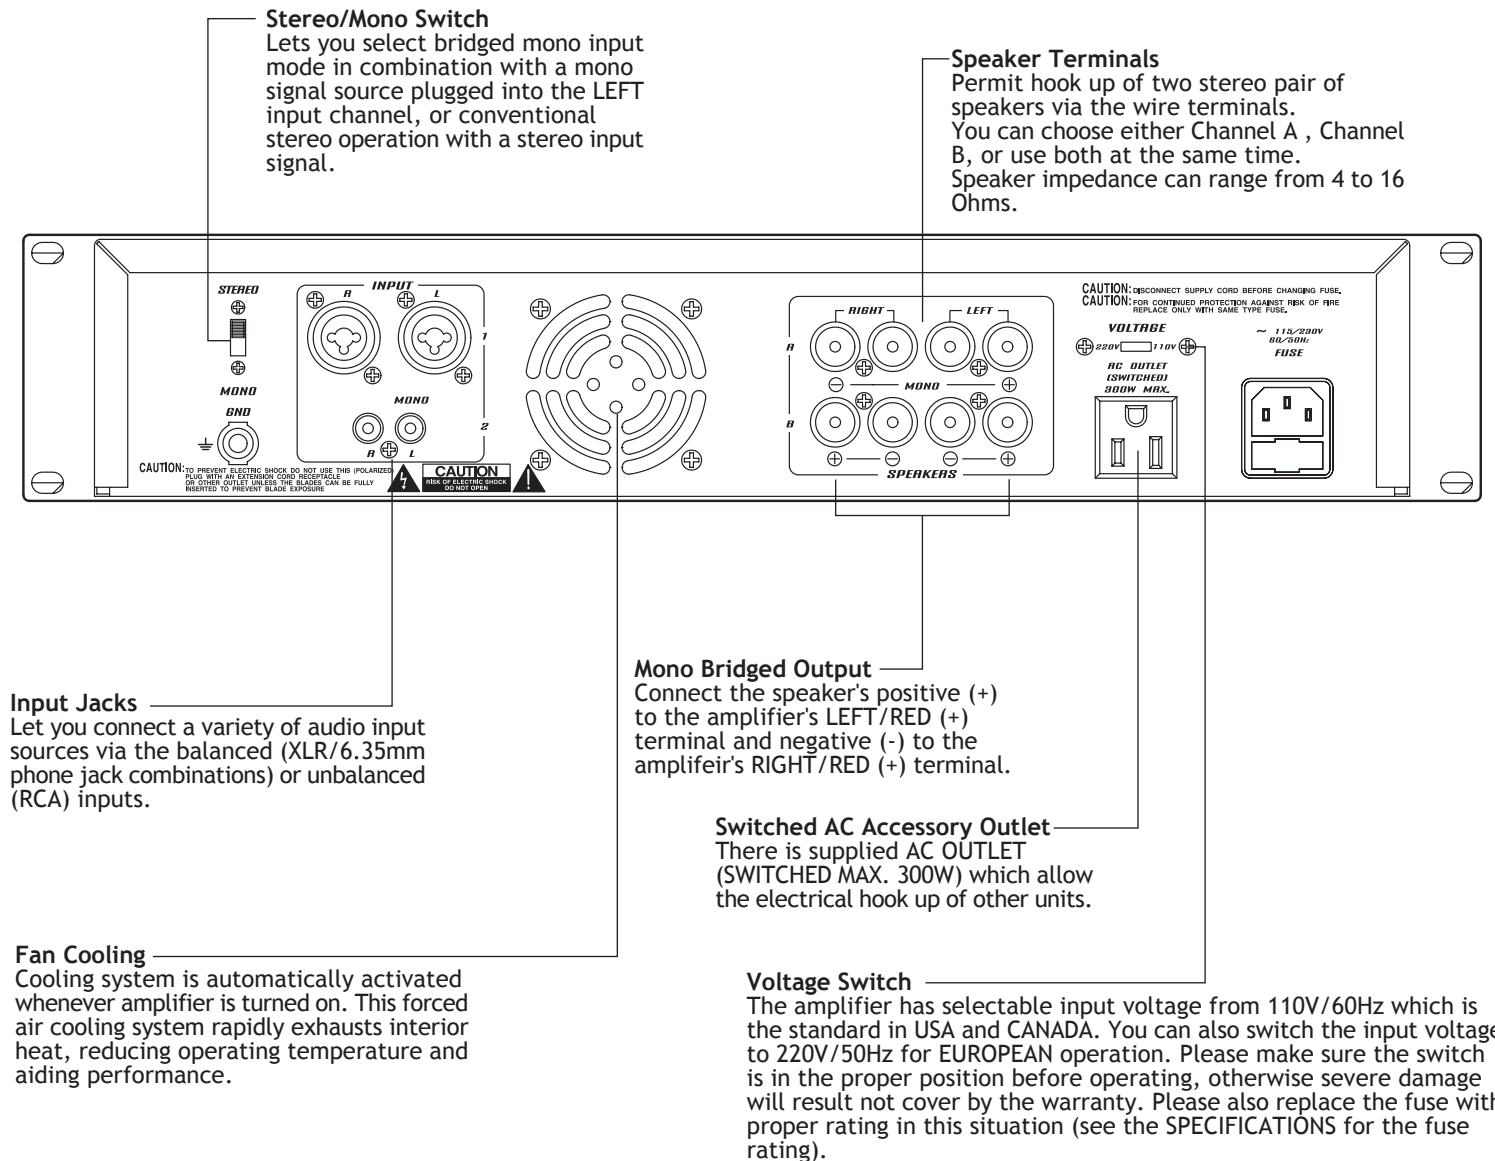 Stereo/Mono Switch
Lets you select bridged mono input
mode in combination with a mono
signal source plugged into the LEFT
input channel, or conventional
stereo operation with a stereo input
signal.
Speaker Terminals
Permit hook up of two stereo pair of
speakers via the wire terminals.
You can choose either Channel A , Channel
B, or use both at the same time.
Speaker impedance can range from 4 to 16
Ohms.
STEREO
MONO
GND
INPUT
R L
1
MONO
2
R L
CAUTION: TO PREVENT ELECTRIC SHOCK DO NOT USE THIS (POLARIZED)
PLUG WITH AN EXTENSION CORD RECEPTACLE
OR OTHER OUTLET UNLESS THE BLADES CAN BE FULLY
INSERTED TO PREVENT BLADE EXPOSURE
CAUTION
RISK OF ELECTRIC SHOCK
DO NOT OPEN
RIGHT LEFT
A
- MONO +
B
+ - - +
SPEAKERS
CAUTION: DISCONNECT SUPPLY CORD BEFORE CHANGING FUSE.
CAUTION: FOR CONTINUED PROTECTION AGAINST RISK OF FIRE
REPLACE ONLY WITH SAME TYPE FUSE.
VOLTAGE
220V 110V
AC OUTLET
(SWITCHED)
300W MAX.
~ 115/230V
60/50Hz
FUSE
Input Jacks
Let you connect a variety of audio input
sources via the balanced (XLR/6.35mm
phone jack combinations) or unbalanced
(RCA) inputs.
Mono Bridged Output
Connect the speaker's positive (+)
to the amplifier's LEFT/RED (+)
terminal and negative (-) to the
amplifeir's RIGHT/RED (+) terminal.
Switched AC Accessory Outlet
There is supplied AC OUTLET
(SWITCHED MAX. 300W) which allow
the electrical hook up of other units.
Fan Cooling
Cooling system is automatically activated
whenever amplifier is turned on. This forced
air cooling system rapidly exhausts interior
heat, reducing operating temperature and
aiding performance.
Voltage Switch
The amplifier has selectable input voltage from 110V/60Hz which is
the standard in USA and CANADA. You can also switch the input voltage
to 220V/50Hz for EUROPEAN operation. Please make sure the switch
is in the proper position before operating, otherwise severe damage
will result not cover by the warranty. Please also replace the fuse with
proper rating in this situation (see the SPECIFICATIONS for the fuse
rating).